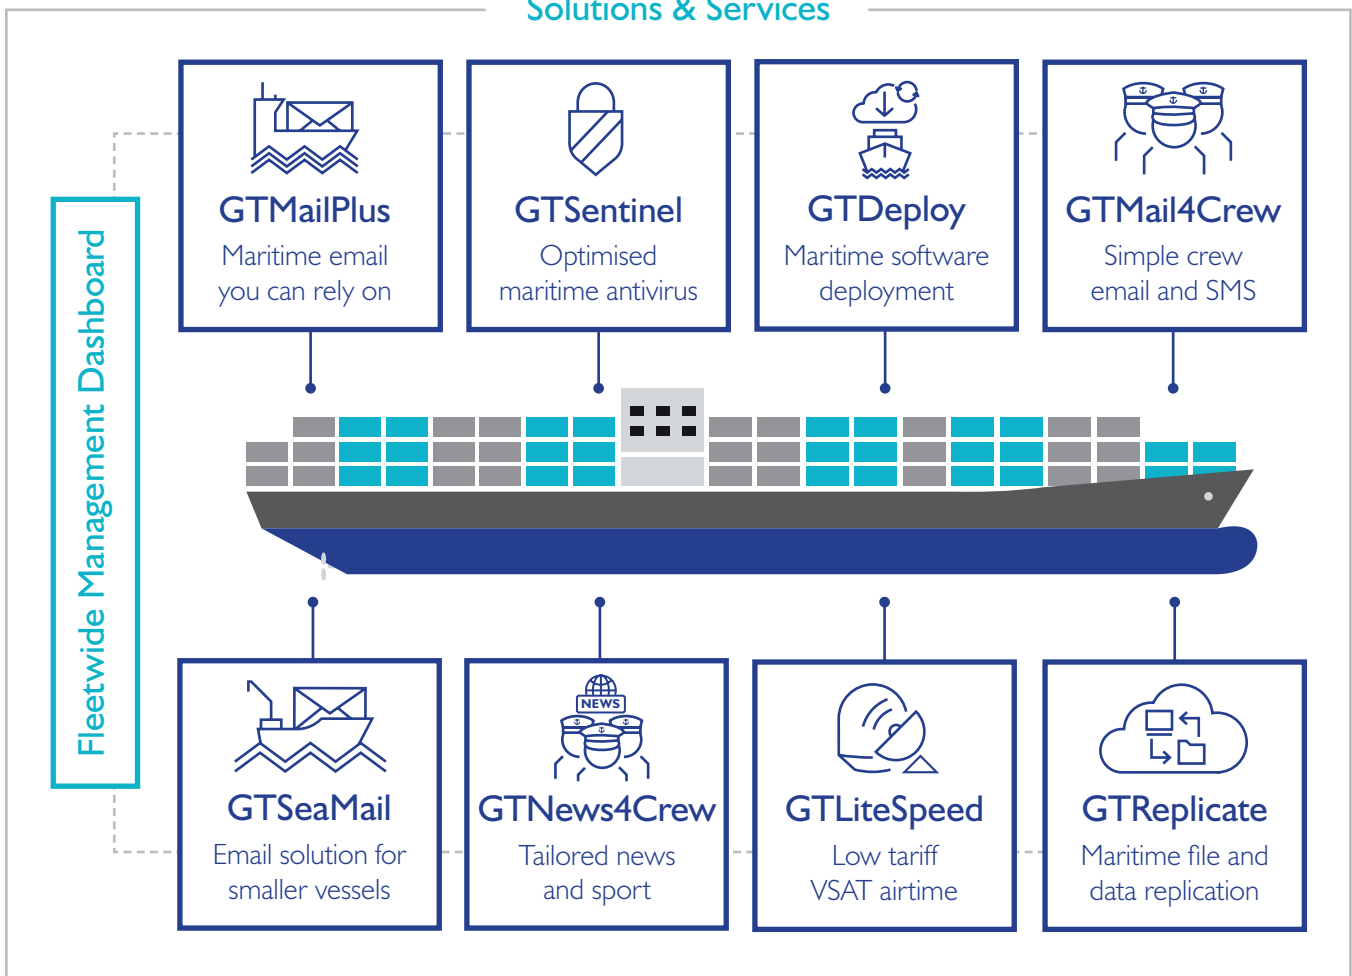 Solutions & Services
Fleetwide Management Dashboard
GTMailPlus
Maritime email
you can rely on
GTSentinel
Optimised
maritime antivirus
GTDeploy
Maritime software
deployment
GTMail4Crew
Simple crew
email and SMS
GTSeaMail
Email solution for
smaller vessels
NEWS
GTNews4Crew
Tailored news
and sport
GTLiteSpeed
Low tariff
VSAT airtime
GTReplicate
Maritime file and
data replication